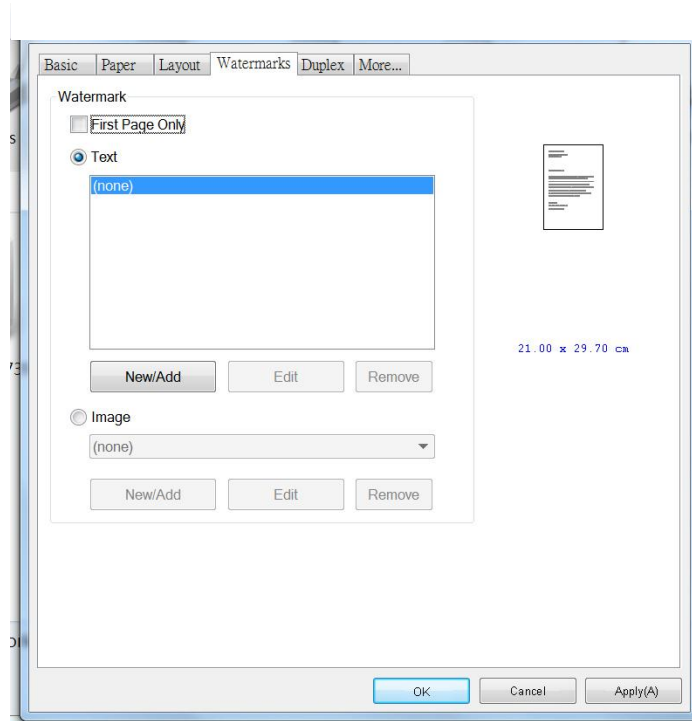 Basic Paper Layout Watermarks Duplex More...
Watermark
First Page Only
Text
(none)
21.00 x 29.70 cm
New/Add Edit Remove
Image
(none)
New/Add Edit Remove
OK Cancel Apply(A)